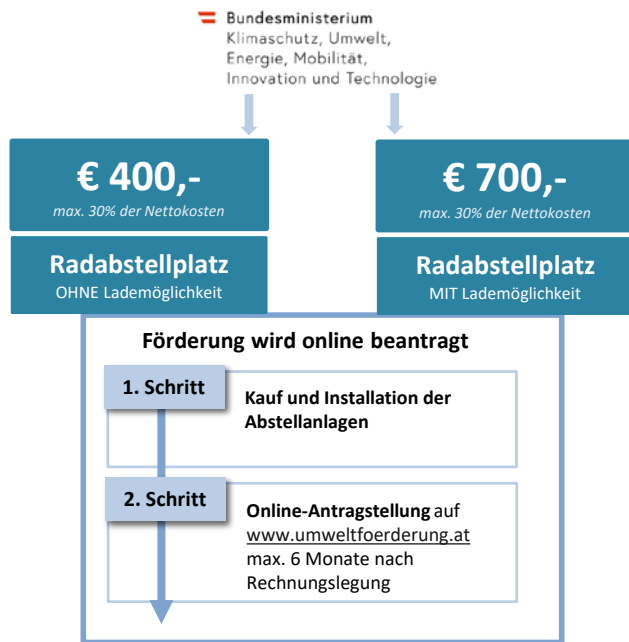 Bundesministerium
Klimaschutz, Umwelt,
Energie, Mobilität,
Innovation und Technologie
€ 400,-
max. 30% der Nettokosten
Radabstellplatz
OHNE Lademöglichkeit
€ 700,-
max. 30% der Nettokosten
Radabstellplatz
MIT Lademöglichkeit
Förderung wird online beantragt
1. Schritt
Kauf und Installation der
Abstellanlagen
2. Schritt
Online-Antragstellung auf
www.umweltfoerderung.at
max. 6 Monate nach
Rechnungslegung